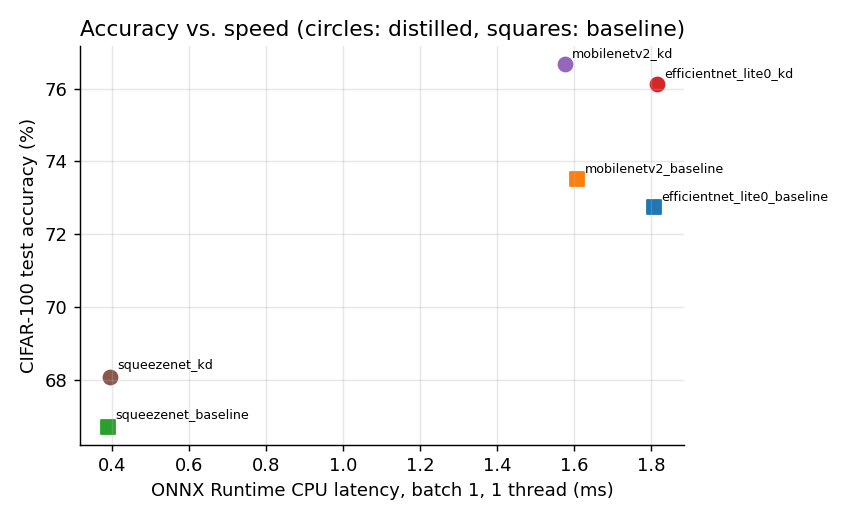 Accuracy vs. speed (circles: distilled, squares: baseline)
mobilenetv2_kd
efficientnet_lite0_kd
76
mobilenetv2_baseline
74
efficientnet_lite0_baseline
72
70
squeezenet_kd
68
squeezenet_baseline
CIFAR-100 test accuracy (%)
0.4 0.6 0.8 1.0 1.2 1.4 1.6 1.8
ONNX Runtime CPU latency, batch 1, 1 thread (ms)